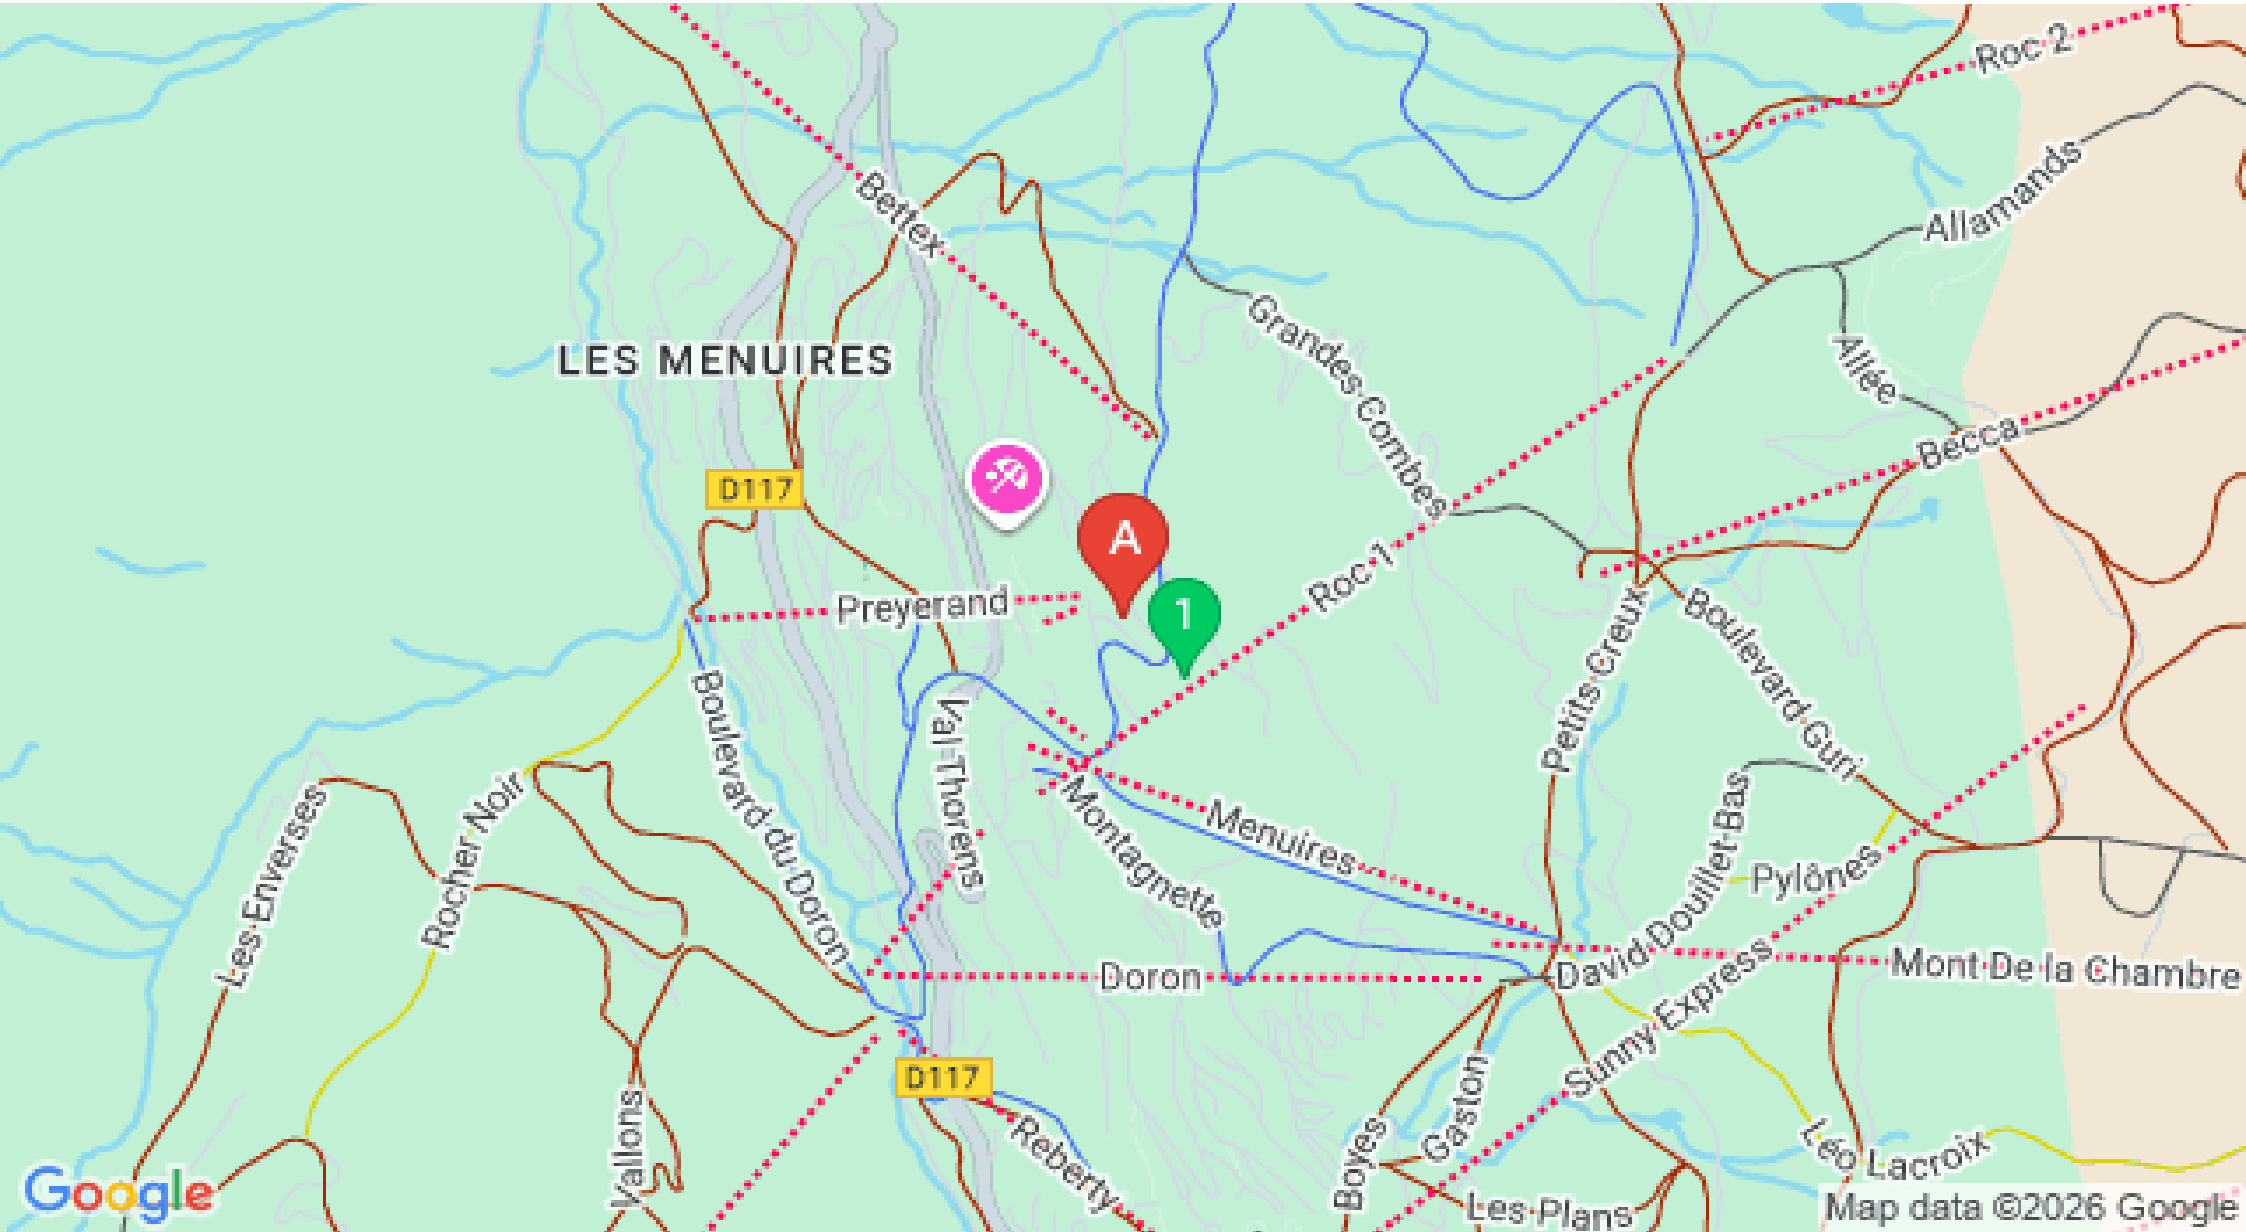 Roc 2
Allamands
Bettex
Grandes Combes
LES MENUIRES
Allée
Becca
D117
A
Preyerand
1
Roc 1
Petits Creux
Boulevard Guri
Boulevard du Doron
Val Thorens
Montagnette
Menuires
Les Enverses
Rocher Noir
David Douillet Bas
Pylônes
Doron
Mont De la Chambre
Sunny Express
D117
Vallons
Reberty
Boyes
Gaston
Léo Lacroix
Les Plans
Google
Map data ©2026 Google